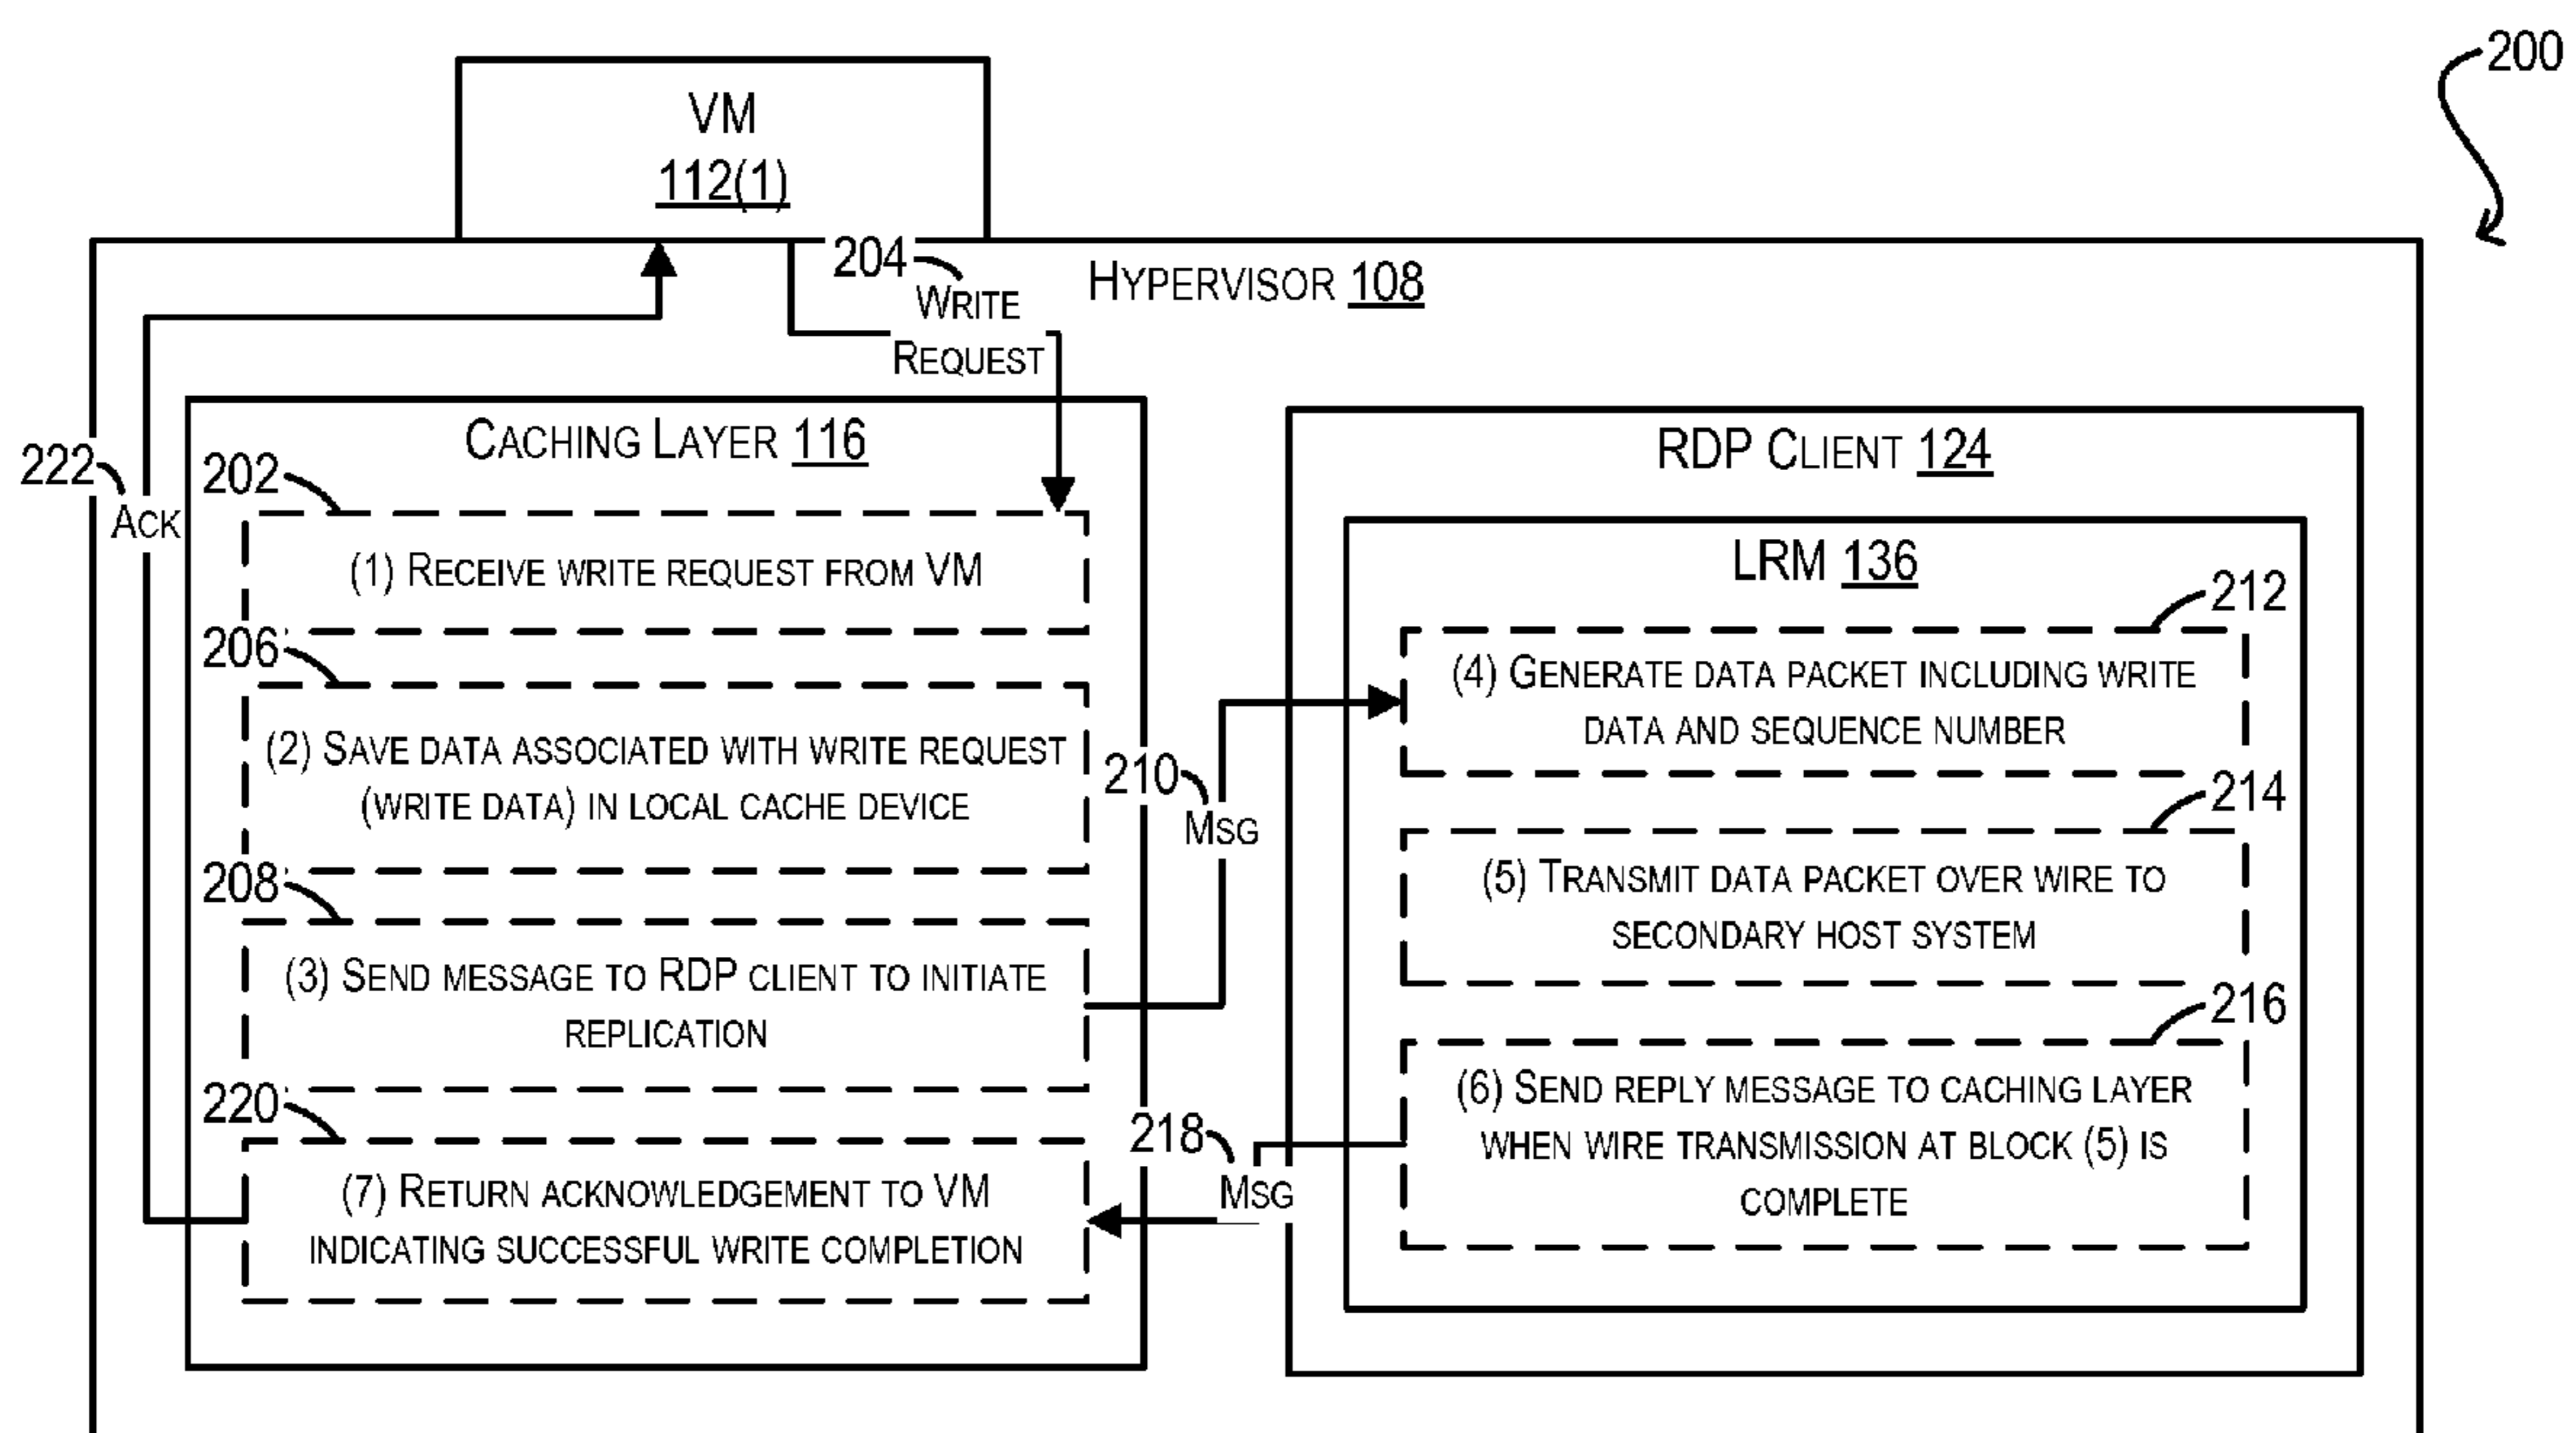 200
VM
112(1)
204
WRITE
REQUEST
HYPERVISOR 108
222
ACK
CACHING LAYER 116
202
(1) RECEIVE WRITE REQUEST FROM VM
206
(2) SAVE DATA ASSOCIATED WITH WRITE REQUEST
(WRITE DATA) IN LOCAL CACHE DEVICE
208
(3) SEND MESSAGE TO RDP CLIENT TO INITIATE
REPLICATION
220
(7) RETURN ACKNOWLEDGEMENT TO VM
INDICATING SUCCESSFUL WRITE COMPLETION
210
MSG
218
MSG
RDP CLIENT 124
LRM 136
212
(4) GENERATE DATA PACKET INCLUDING WRITE
DATA AND SEQUENCE NUMBER
214
(5) TRANSMIT DATA PACKET OVER WIRE TO
SECONDARY HOST SYSTEM
216
(6) SEND REPLY MESSAGE TO CACHING LAYER
WHEN WIRE TRANSMISSION AT BLOCK (5) IS
COMPLETE